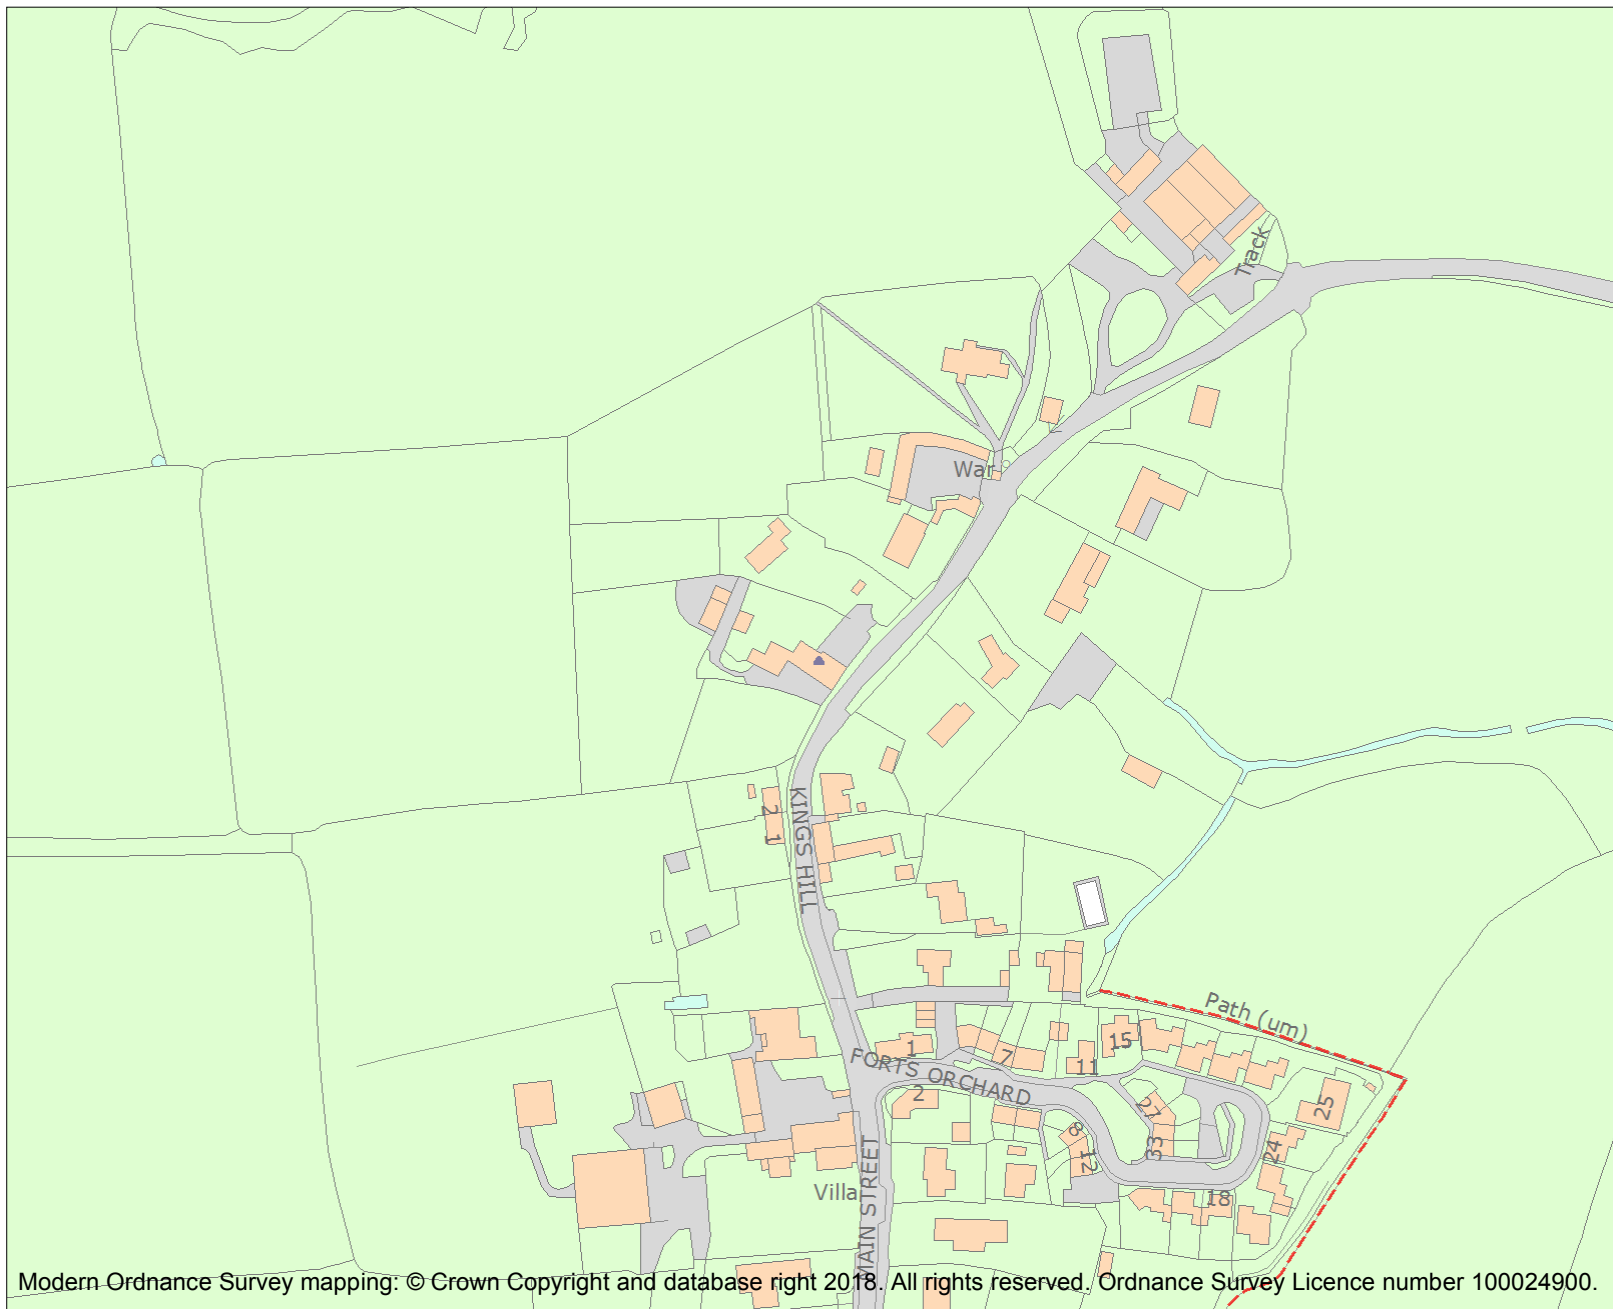 Track
War
2
1
KINGS HILL
Path (um)
1
7
11
15
FORTS ORCHARD
2
27
25
8
12
33
24
18
Villa
MAIN STREET
Modern Ordnance Survey mapping: © Crown Copyright and database right 2018. All rights reserved. Ordnance Survey Licence number 100024900.